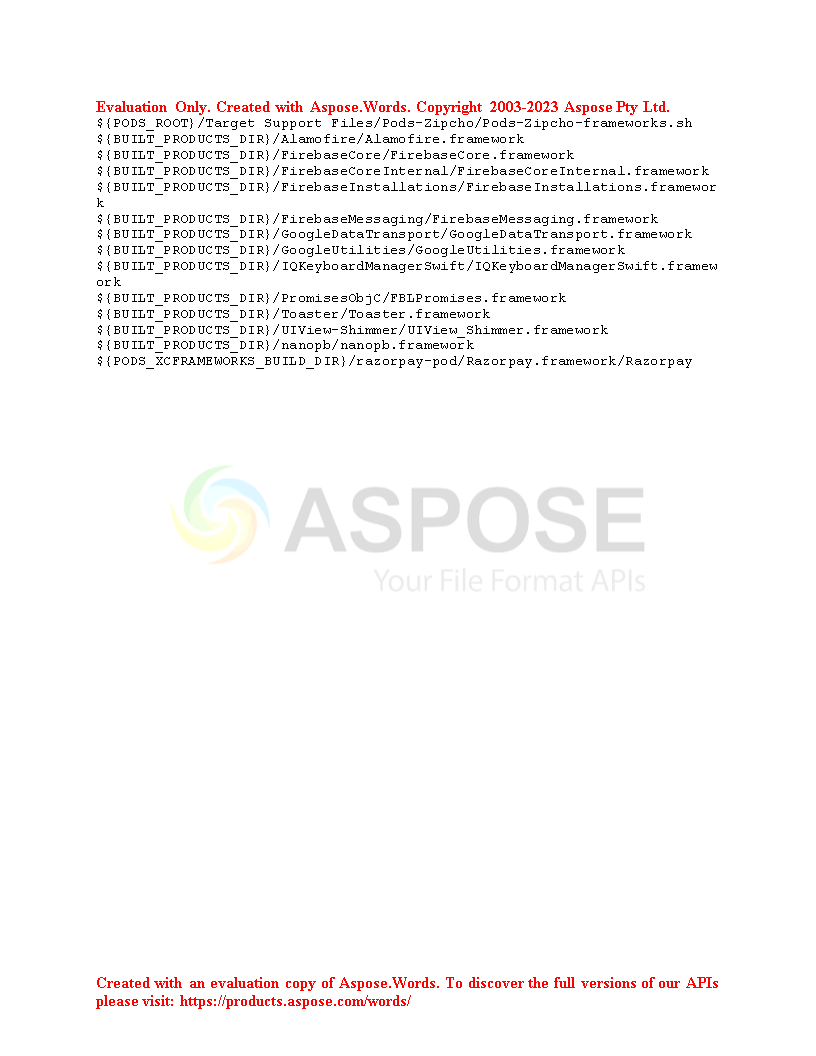 Evaluation Only. Created with Aspose.Words. Copyright 2003-2023 Aspose Pty Ltd.
${PODS_ROOT}/Target Support Files/Pods-Zipcho/Pods-Zipcho-frameworks.sh
${BUILT_PRODUCTS_DIR}/Alamofire/Alamofire.framework
${BUILT_PRODUCTS_DIR}/FirebaseCore/FirebaseCore.framework
${BUILT_PRODUCTS_DIR}/FirebaseCoreInternal/FirebaseCoreInternal.framework
${BUILT_PRODUCTS_DIR}/FirebaseInstallations/FirebaseInstallations.framewor
k
${BUILT_PRODUCTS_DIR}/FirebaseMessaging/FirebaseMessaging.framework
${BUILT_PRODUCTS_DIR}/GoogleDataTransport/GoogleDataTransport.framework
${BUILT_PRODUCTS_DIR}/GoogleUtilities/GoogleUtilities.framework
${BUILT_PRODUCTS_DIR}/IQKeyboardManagerSwift/IQKeyboardManagerSwift.framew
ork
${BUILT_PRODUCTS_DIR}/PromisesObjC/FBLPromises.framework
${BUILT_PRODUCTS_DIR}/Toaster/Toaster.framework
${BUILT_PRODUCTS_DIR}/UIView-Shimmer/UIView_Shimmer.framework
${BUILT_PRODUCTS_DIR}/nanopb/nanopb.framework
${PODS_XCFRAMEWORKS_BUILD_DIR}/razorpay-pod/Razorpay.framework/Razorpay
ASPOSE
Your File Format APIs
Created with an evaluation copy of Aspose.Words. To discover the full versions of our APIs
please visit: https://products.aspose.com/words/